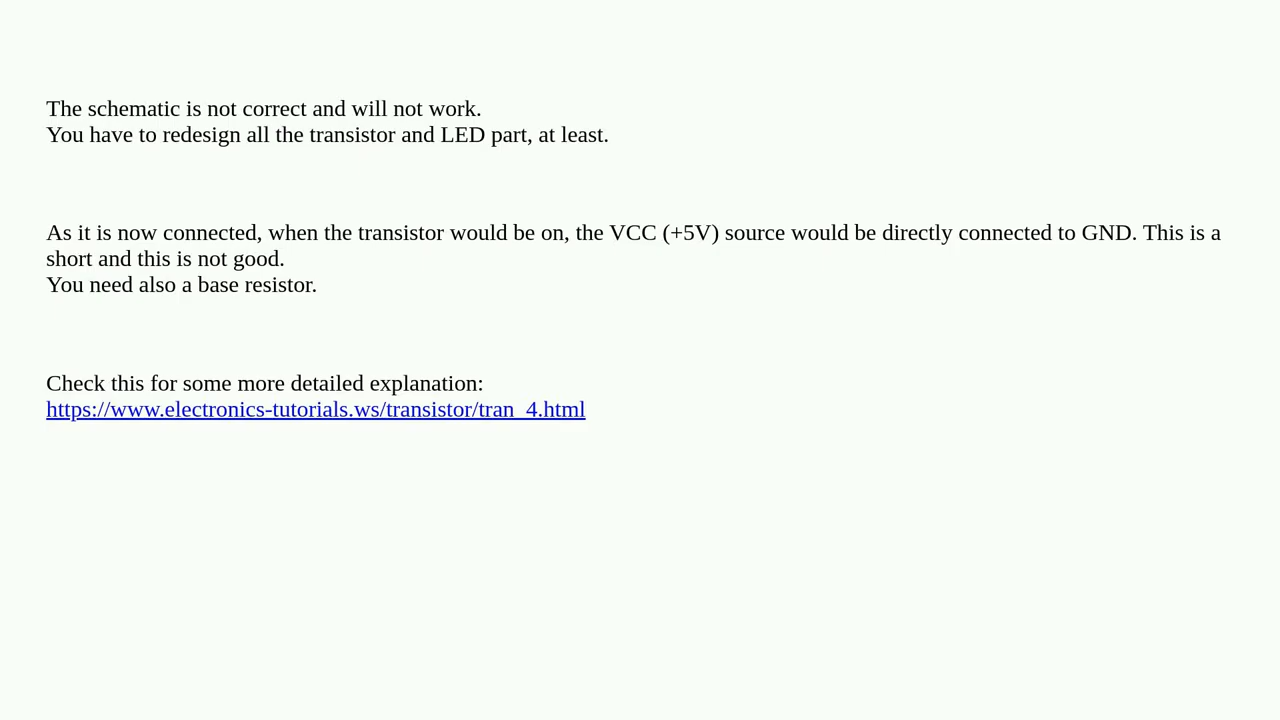 The schematic is not correct and will not work.
You have to redesign all the transistor and LED part, at least.
As it is now connected, when the transistor would be on, the VCC (+5V) source would be directly connected to GND. This is a
short and this is not good.
You need also a base resistor.
Check this for some more detailed explanation:
https://www.electronics-tutorials.ws/transistor/tran_4.html